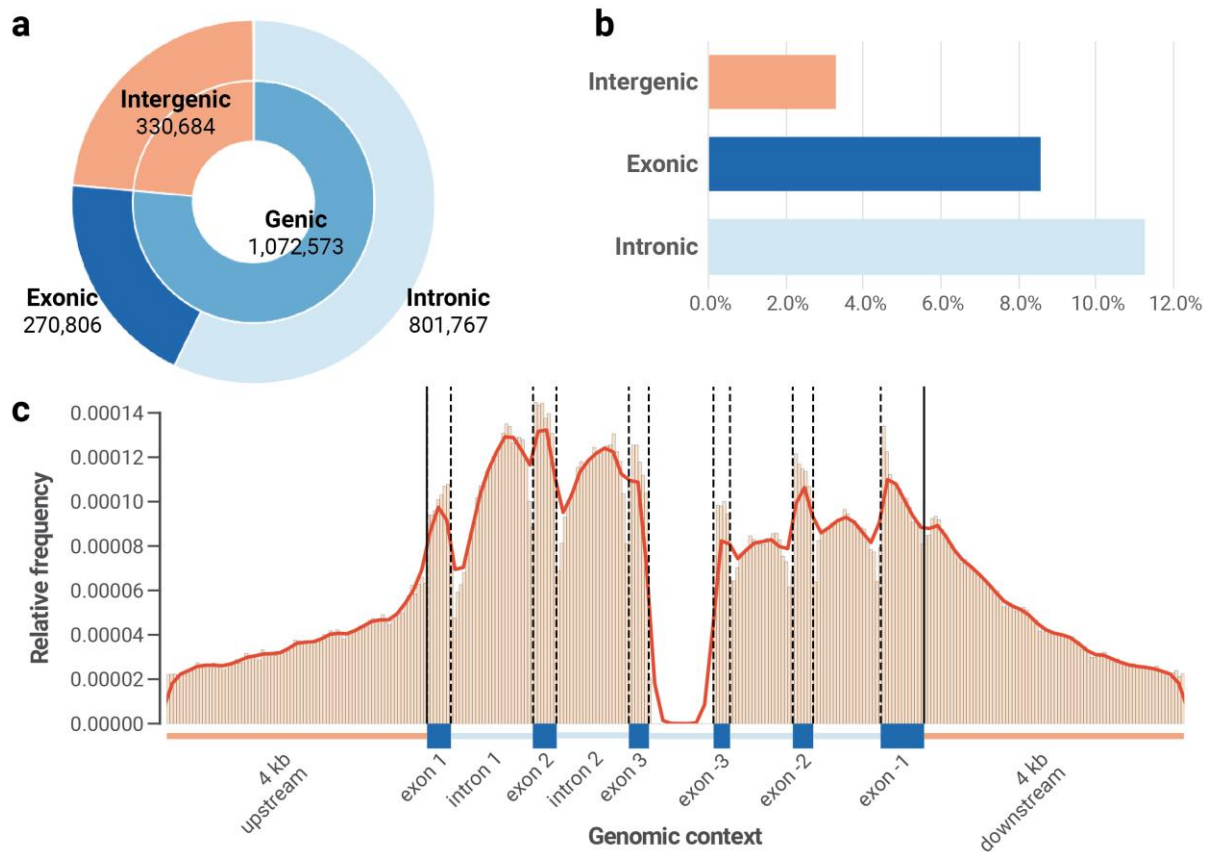 a
Intergenic
330,684
Genic
1,072,573
Exonic
270,806
Intronic
801,767
b
Intergenic
Exonic
Intronic
0.0% 2.0% 4.0% 6.0% 8.0% 10.0% 12.0%
c
Relative frequency
0.00014
0.00012
0.00010
0.00008
0.00006
0.00004
0.00002
0.00000
4 kb
upstream
exon 1
intron 1
exon 2
intron 2
exon 3
exon -3
exon -2
exon -1
4 kb
downstream
Genomic context